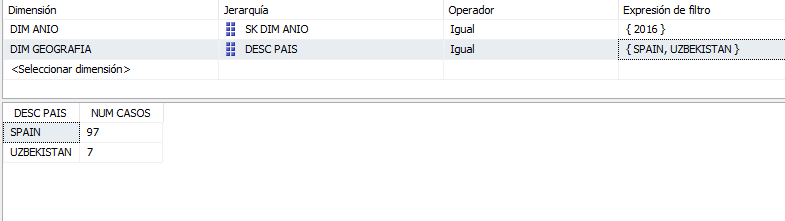 Dimensión Jerarquía Operador Expresión de filtro
DIM ANIO SK DIM ANIO Igual { 2016 }
DIM GEOGRAFIA DESC PAIS Igual { SPAIN, UZBEKISTAN }
<Seleccionar dimensión>
DESC PAIS NUM CASOS
SPAIN 97
UZBEKISTAN 7